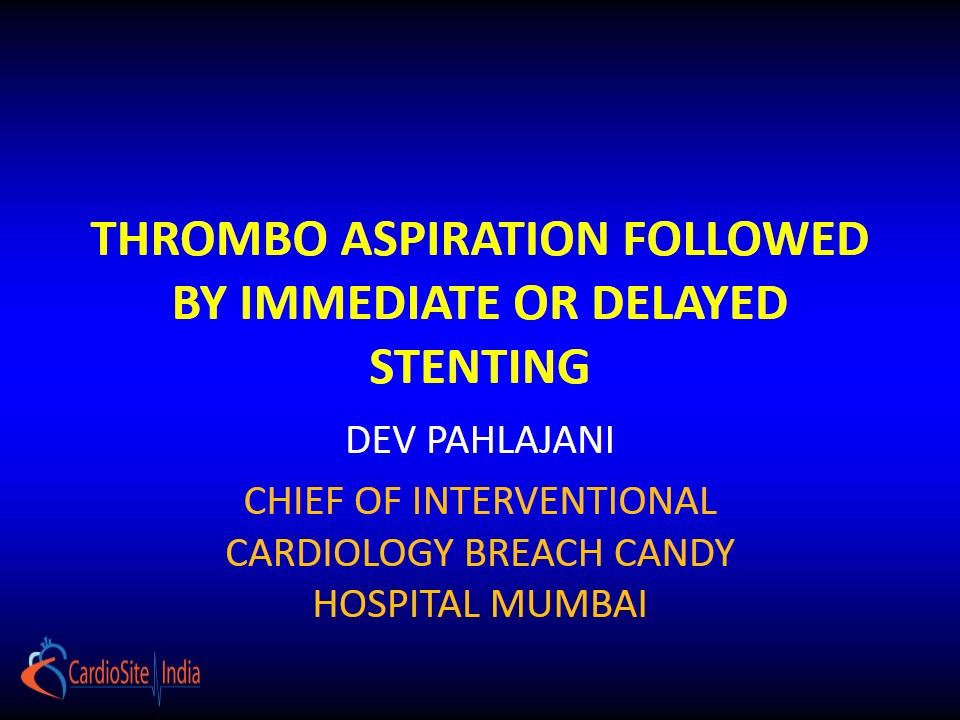 THROMBO ASPIRATION FOLLOWED
BY IMMEDIATE OR DELAYED
STENTING
DEV PAHLAJANI
CHIEF OF INTERVENTIONAL
CARDIOLOGY BREACH CANDY
HOSPITAL MUMBAI
CardioSite India